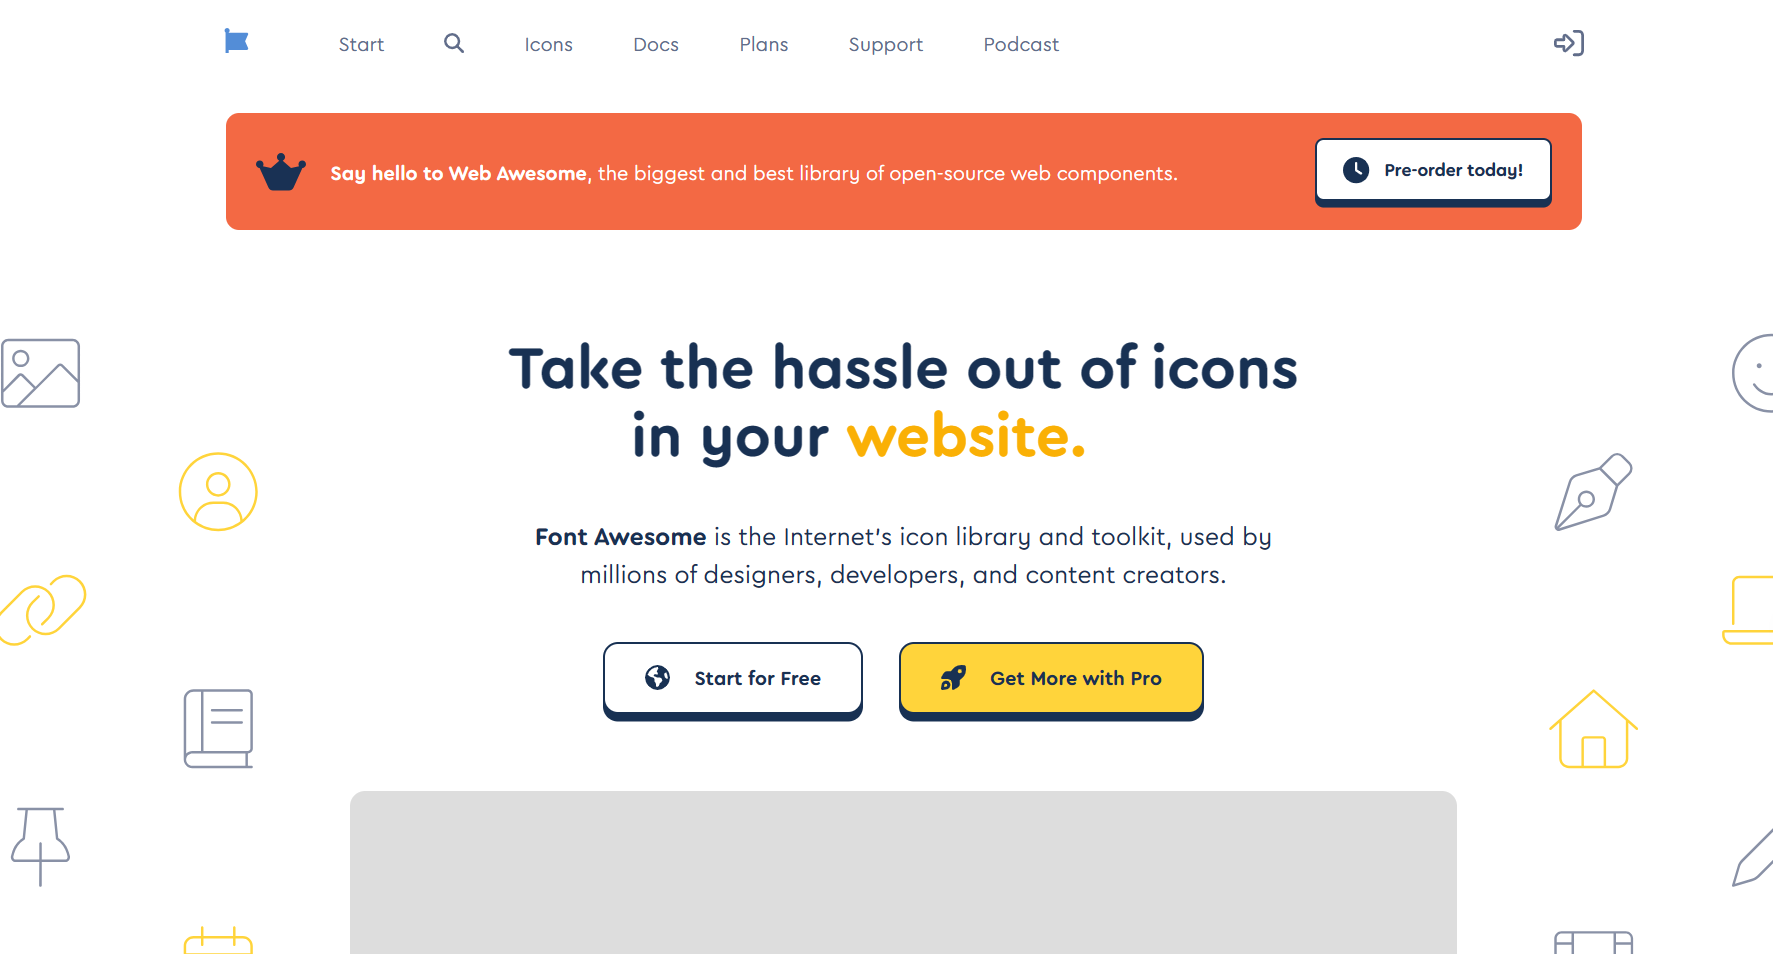 Start Icons Docs Plans Support Podcast
Say hello to Web Awesome, the biggest and best library of open-source web components.
Pre-order today!
Take the hassle out of icons
in your website.
Font Awesome is the Internet's icon library and toolkit, used by
millions of designers, developers, and content creators.
Start for Free
Get More with Pro